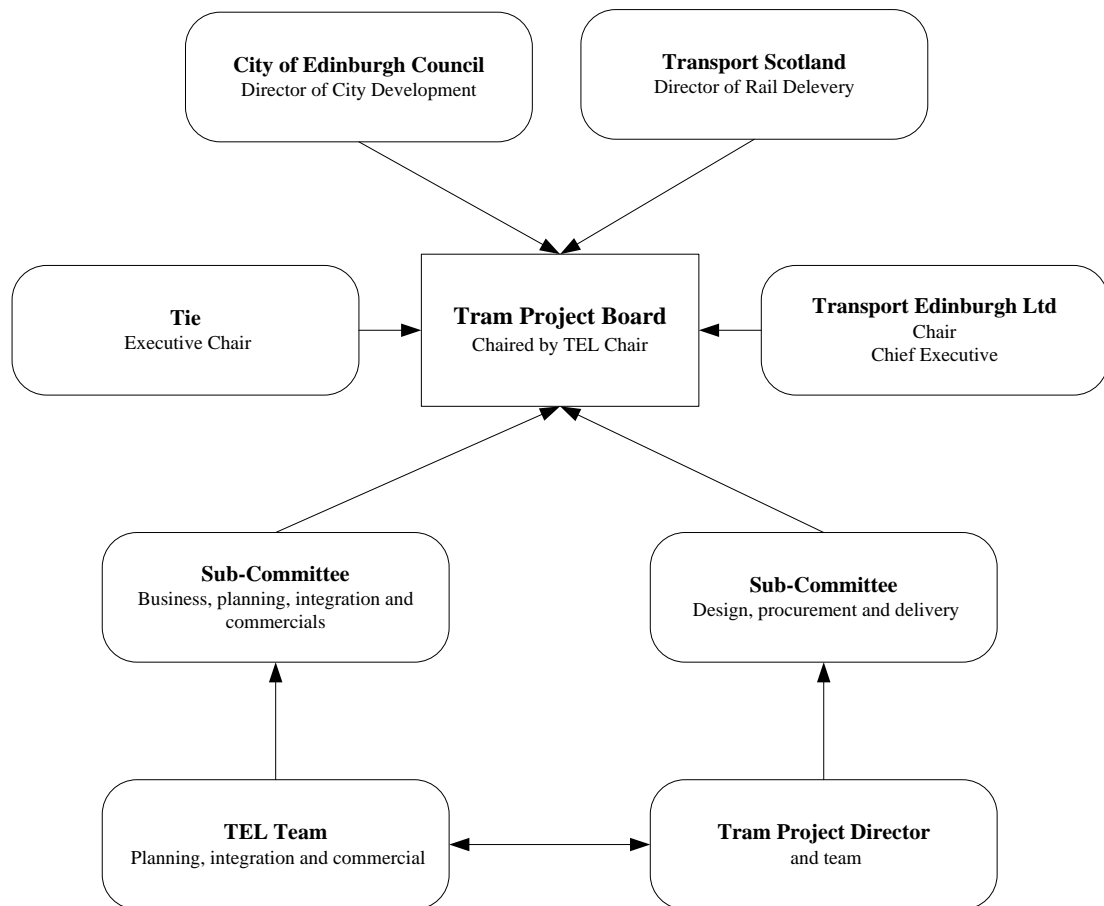 City of Edinburgh Council
Director of City Development
Transport Scotland
Director of Rail Delevery
Tie
Executive Chair
Tram Project Board
Chaired by TEL Chair
Transport Edinburgh Ltd
Chair
Chief Executive
Sub-Committee
Business, planning, integration and
commercials
Sub-Committee
Design, procurement and delivery
TEL Team
Planning, integration and commercial
Tram Project Director
and team